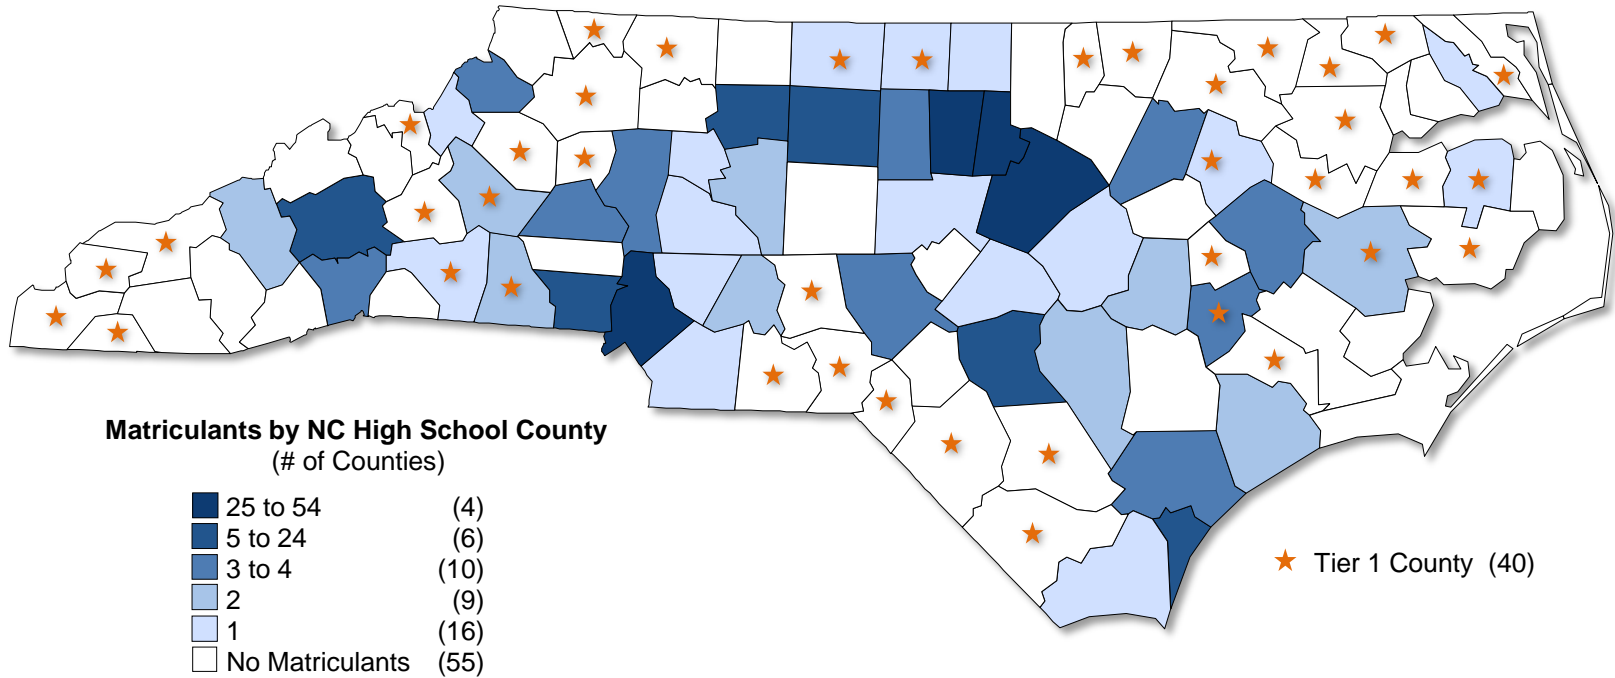 Matriculants by NC High School County
(# of Counties)
25 to 54 (4)
5 to 24 (6)
3 to 4 (10)
2 (9)
1 (16)
No Matriculants (55)
Tier 1 County (40)